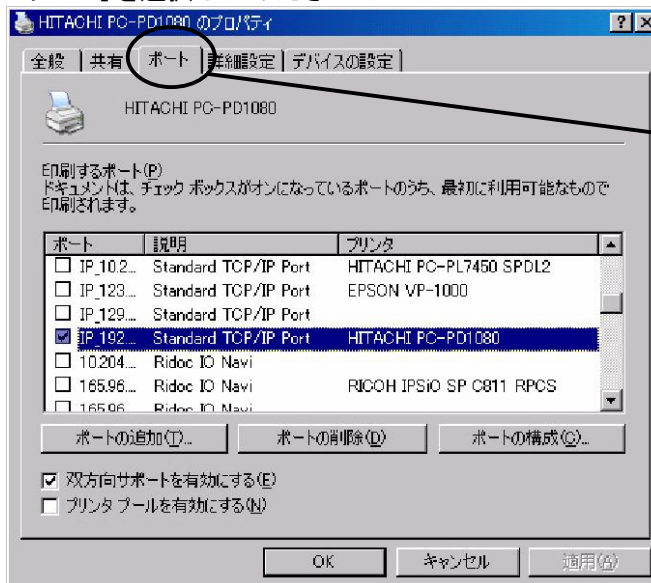 HITACHI PC-PD1080 のプロパティ
全般 共有 ポート 詳細設定 デバイスの設定
HITACHI PC-PD1080
印刷するポート(P)
ドキュメントは、チェック ボックスがオンになっているポートのうち、最初に利用可能なもので
印刷されます。
ポート 説明 プリンタ
IP_10.2... Standard TCP/IP Port HITACHI PC-PL7450 SPDL2
IP_123.... Standard TCP/IP Port EPSON VP-1000
IP_129.... Standard TCP/IP Port
IP_192.... Standard TCP/IP Port HITACHI PC-PD1080
10.204.... Ridoc IO Navi
165.96.... Ridoc IO Navi RICOH IPSiO SP C811 RPCS
165.96.... Ridoc IO Navi
ポートの追加(T)... ポートの削除(D) ポートの構成(C)...
双方向サポートを有効にする(E)
プリンタ プールを有効にする(N)
OK キャンセル 適用(A)